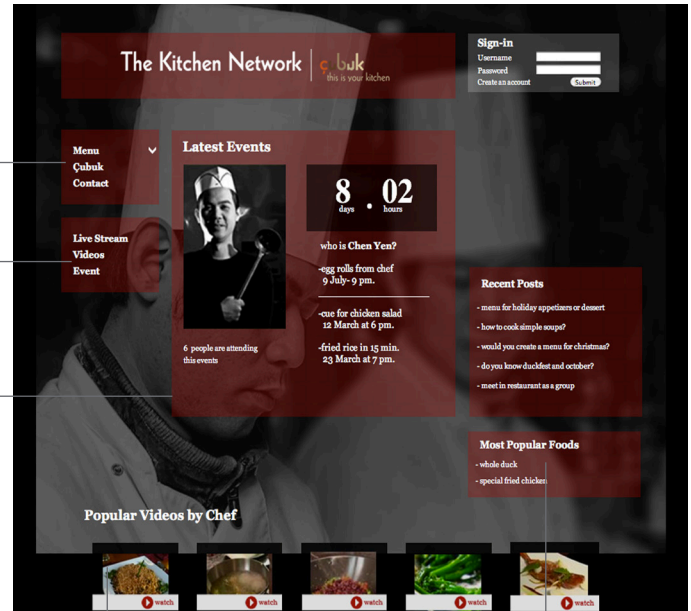 The Kitchen Network
çubuk
this is your kitchen
Sign-in
Username
Password
Create an account
Submit
Menu
Çubuk
Contact
Live Stream
Videos
Event
Latest Events
8 . 02
days hours
who is Chen Yen?
-egg rolls from chef
9 July- 9 pm.
-cue for chicken salad
12 March at 6 pm.
-fried rice in 15 min.
23 March at 7 pm.
6 people are attending
this events
Recent Posts
- menu for holiday appetizers or dessert
- how to cook simple soups?
- would you create a menu for christmas?
- do you know duckfest and october?
- meet in restaurant as a group
Most Popular Foods
- whole duck
- special fried chicken
Popular Videos by Chef
watch
watch
watch
watch
watch